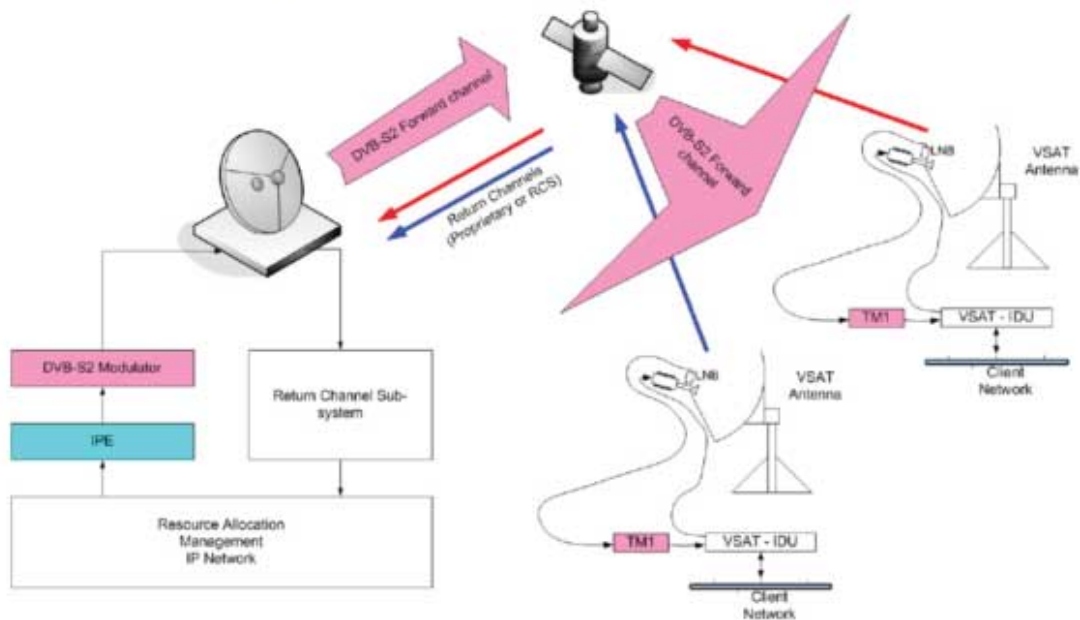 DVB-S2 Forward channel
DVB-S2 Forward
channel
Return Channels
(Proprietary or RCS)
LNB
VSAT
Antenna
TM1
VSAT - IDU
Client
Network
DVB-S2 Modulator
IPE
Return Channel Sub-
system
Resource Allocation
Management
IP Network
LNB
VSAT
Antenna
TM1
VSAT - IDU
Client
Network